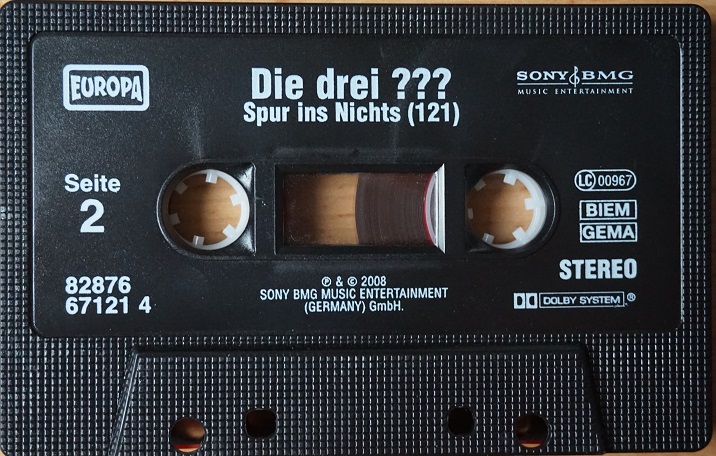 EUROPA
Die drei ???
Spur ins Nichts (121)
SONY BMG
MUSIC ENTERTAINMENT
Seite
2
LC 00967
BIEM
GEMA
STEREO
82876
67121 4
℗ & © 2008
SONY BMG MUSIC ENTERTAINMENT
(GERMANY) GmbH.
DOLBY SYSTEM ®